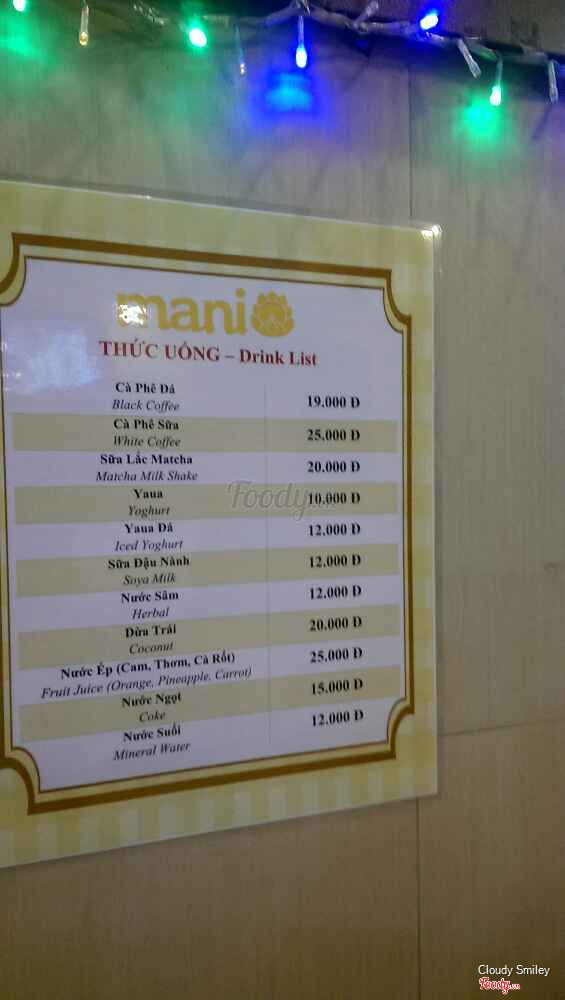 mani
THỨC UỐNG – Drink List
Cà Phê Đá
Black Coffee
19.000 Đ
Cà Phê Sữa
White Coffee
25.000 Đ
Sữa Lắc Matcha
Matcha Milk Shake
20.000 Đ
Yaua
Yoghurt
10.000 Đ
Yaua Đá
Iced Yoghurt
12.000 Đ
Sữa Đậu Nành
Soya Milk
12.000 Đ
Nước Sâm
Herbal
12.000 Đ
Dừa Trái
Coconut
20.000 Đ
Nước Ép (Cam, Thơm, Cà Rốt)
Fruit Juice (Orange, Pineapple, Carrot)
25.000 Đ
Nước Ngọt
Coke
15.000 Đ
Nước Suối
Mineral Water
12.000 Đ
Foody.vn
Cloudy Smiley
Foody.vn